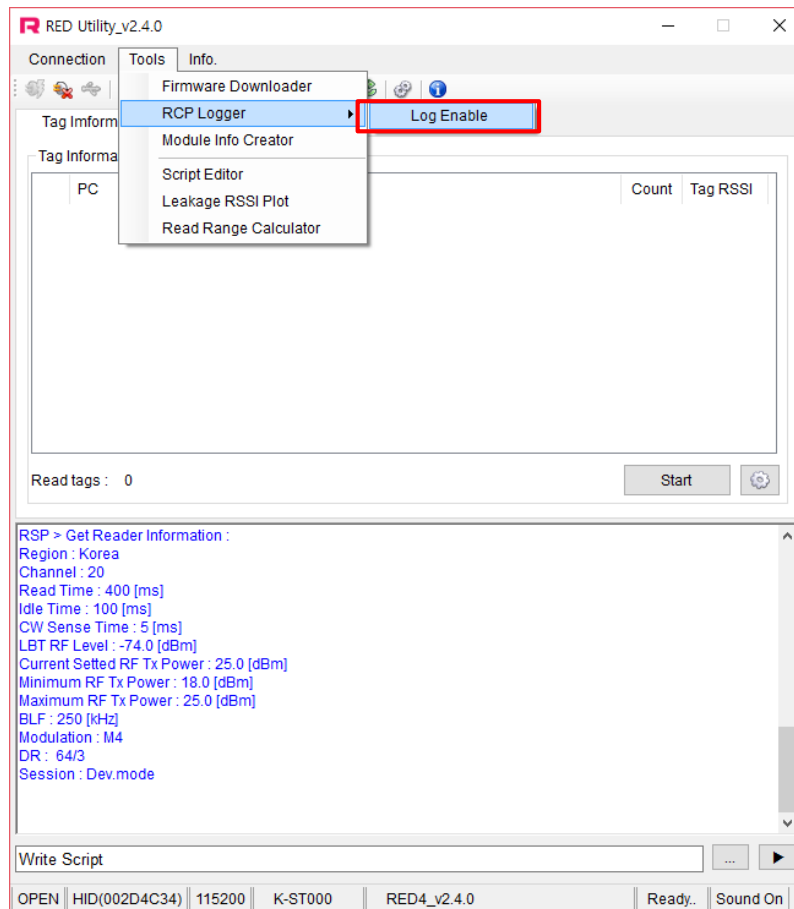 RED Utility_v2.4.0
Connection Tools Info.
Firmware Downloader
RCP Logger
Log Enable
Tag Imform
Module Info Creator
Tag Informa
Script Editor
PC
Count Tag RSSI
Leakage RSSI Plot
Read Range Calculator
Read tags : 0
Start
RSP > Get Reader Information :
Region : Korea
Channel : 20
Read Time : 400 [ms]
Idle Time : 100 [ms]
CW Sense Time : 5 [ms]
LBT RF Level : -74.0 [dBm]
Current Setted RF Tx Power : 25.0 [dBm]
Minimum RF Tx Power : 18.0 [dBm]
Maximum RF Tx Power : 25.0 [dBm]
BLF : 250 [kHz]
Modulation : M4
DR : 64/3
Session : Dev.mode
Write Script
...
OPEN HID(002D4C34) 115200 K-ST000 RED4_v2.4.0 Ready.. Sound On